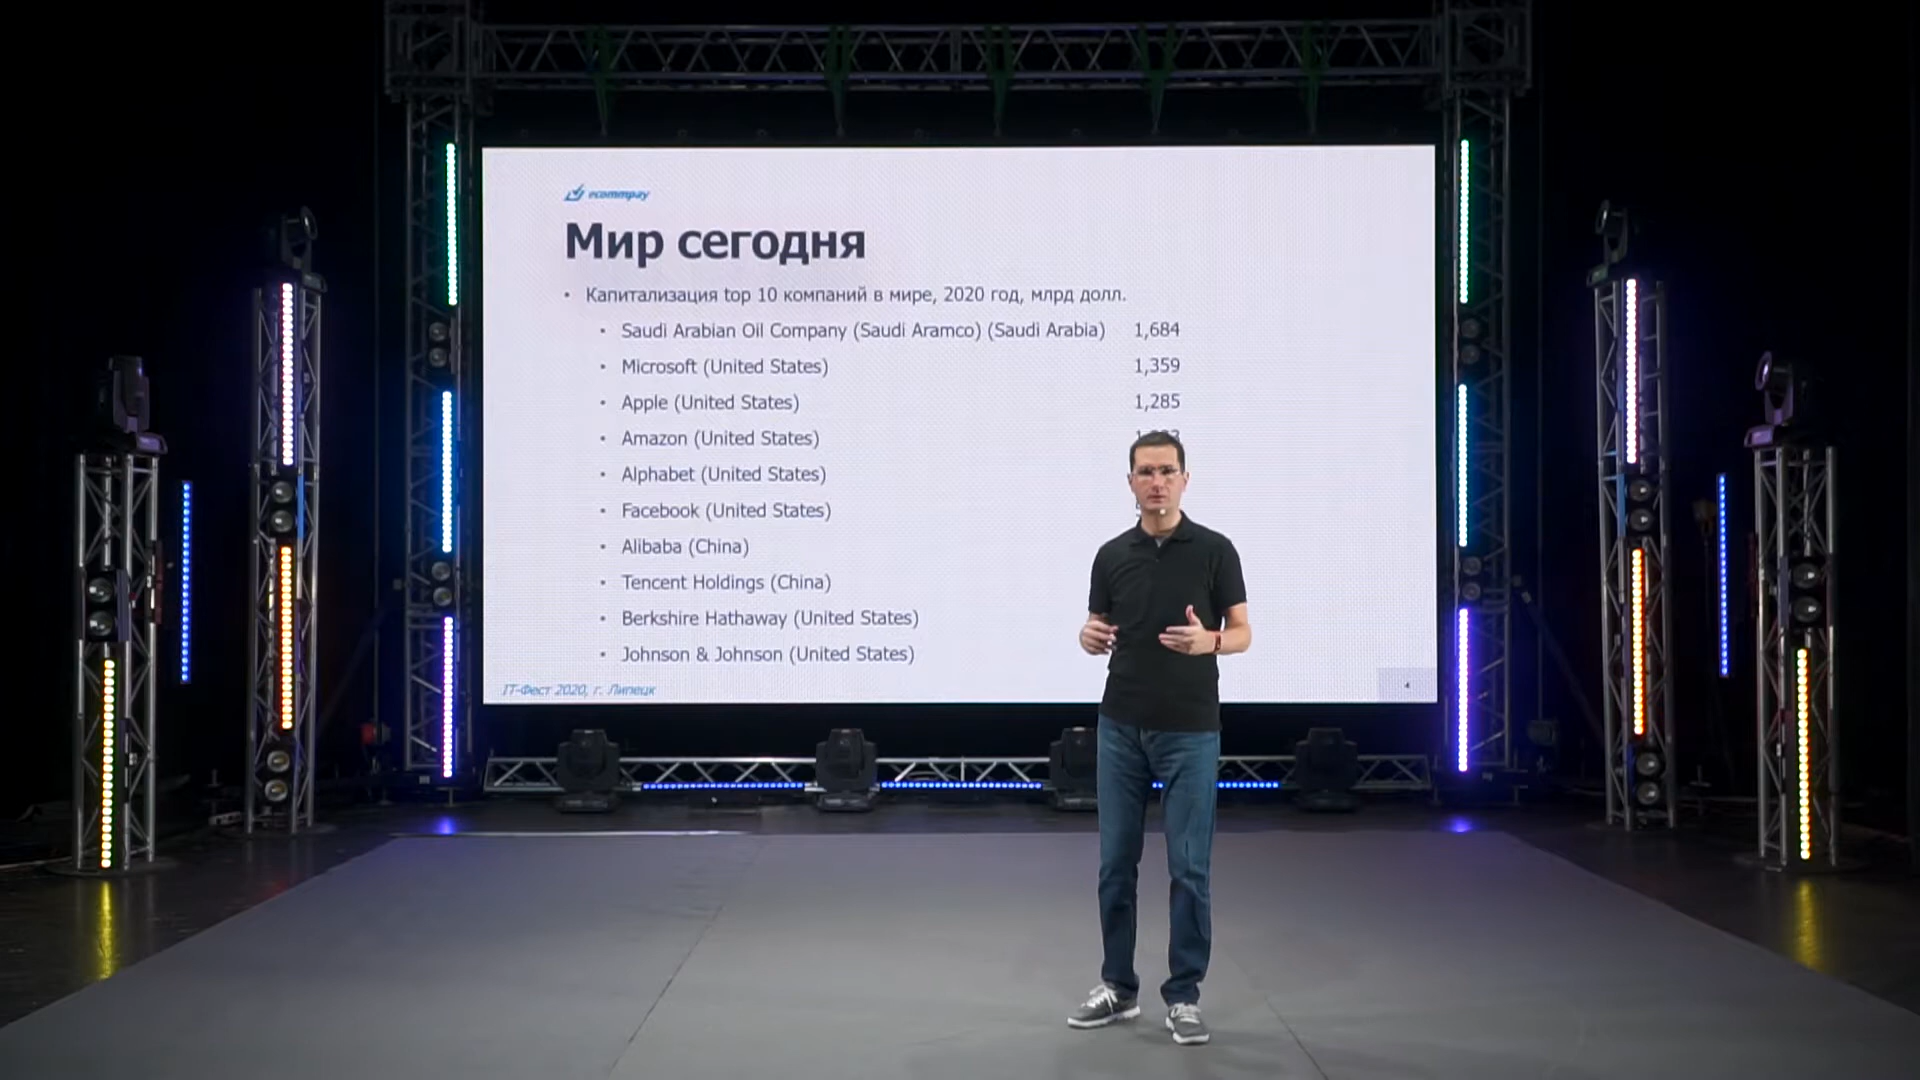 ecommpay
Мир сегодня
• Капитализация top 10 компаний в мире, 2020 год, млрд долл.
• Saudi Arabian Oil Company (Saudi Aramco) (Saudi Arabia) 1,684
• Microsoft (United States) 1,359
• Apple (United States) 1,285
• Amazon (United States)
• Alphabet (United States)
• Facebook (United States)
• Alibaba (China)
• Tencent Holdings (China)
• Berkshire Hathaway (United States)
• Johnson & Johnson (United States)
IT-Фест 2020, г. Липецк
4